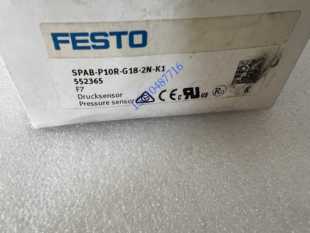 FESTO
SPAB-P10R-G18-2N-K1
552365
F7
Drucksensor
Pressure sensor